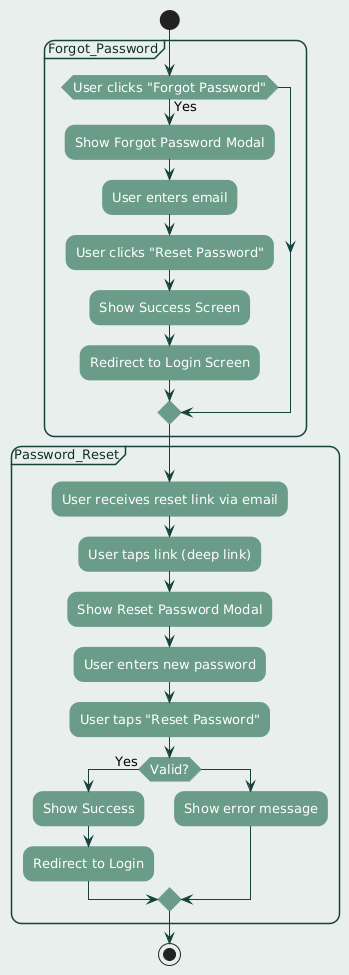 Forgot_Password
User clicks "Forgot Password"
Yes
Show Forgot Password Modal
User enters email
User clicks "Reset Password"
Show Success Screen
Redirect to Login Screen
Password_Reset
User receives reset link via email
User taps link (deep link)
Show Reset Password Modal
User enters new password
User taps "Reset Password"
Yes
Valid?
Show Success
Show error message
Redirect to Login